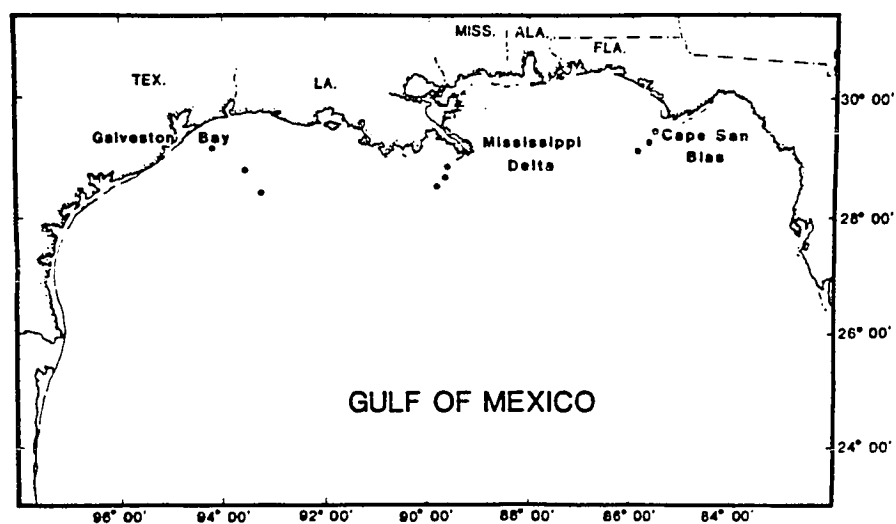 MISS. ALA.
FLA.
TEX.
LA.
30° 00'
Galveston Bay
Mississippi
Delta
Cape San
Blas
28° 00'
26° 00'
GULF OF MEXICO
24° 00'
96° 00' 94° 00' 92° 00' 90° 00' 88° 00' 86° 00' 84° 00'